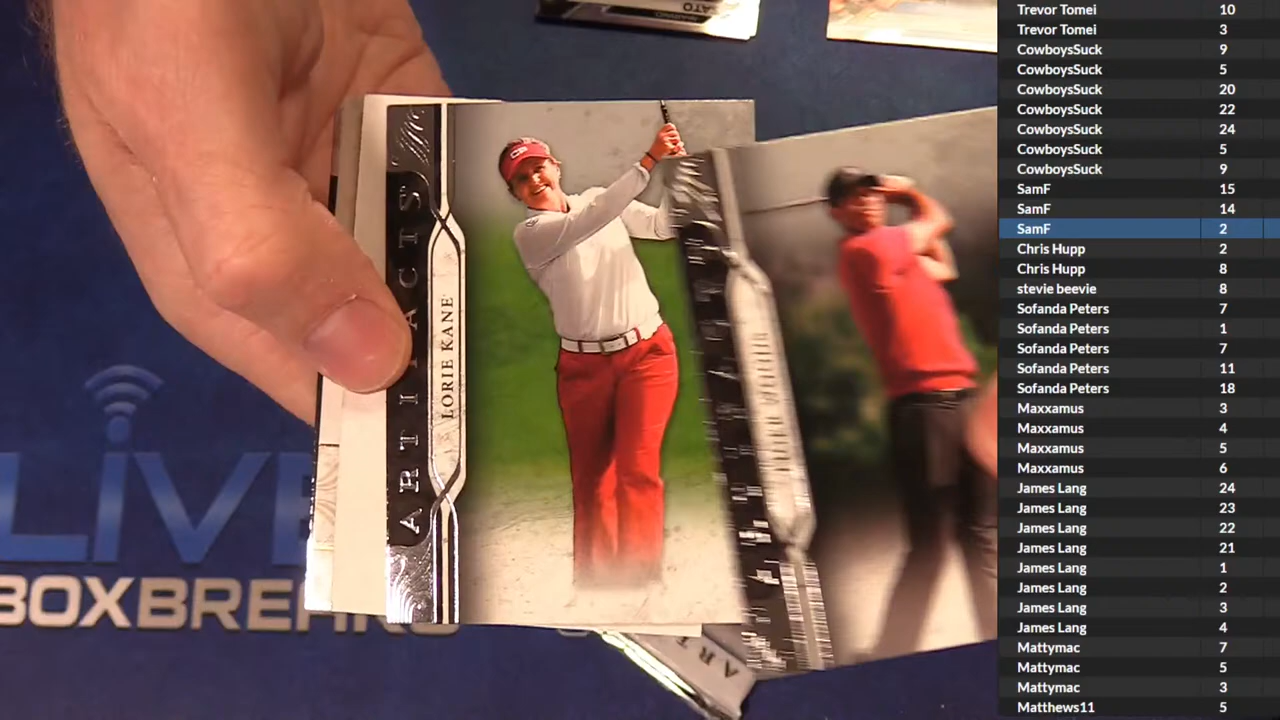 ARTIFACTS
LORIE KANE
TIGER WOODS
LIVE
BOXBREAKS
Trevor Tomei 10
Trevor Tomei 3
CowboysSuck 9
CowboysSuck 5
CowboysSuck 20
CowboysSuck 22
CowboysSuck 24
CowboysSuck 5
CowboysSuck 9
SamF 15
SamF 14
SamF 2
Chris Hupp 2
Chris Hupp 8
stevie beevie 8
Sofanda Peters 7
Sofanda Peters 1
Sofanda Peters 7
Sofanda Peters 11
Sofanda Peters 18
Maxxamus 3
Maxxamus 4
Maxxamus 5
Maxxamus 6
James Lang 24
James Lang 23
James Lang 22
James Lang 21
James Lang 1
James Lang 2
James Lang 3
James Lang 4
Mattymac 7
Mattymac 5
Mattymac 3
Matthews11 5